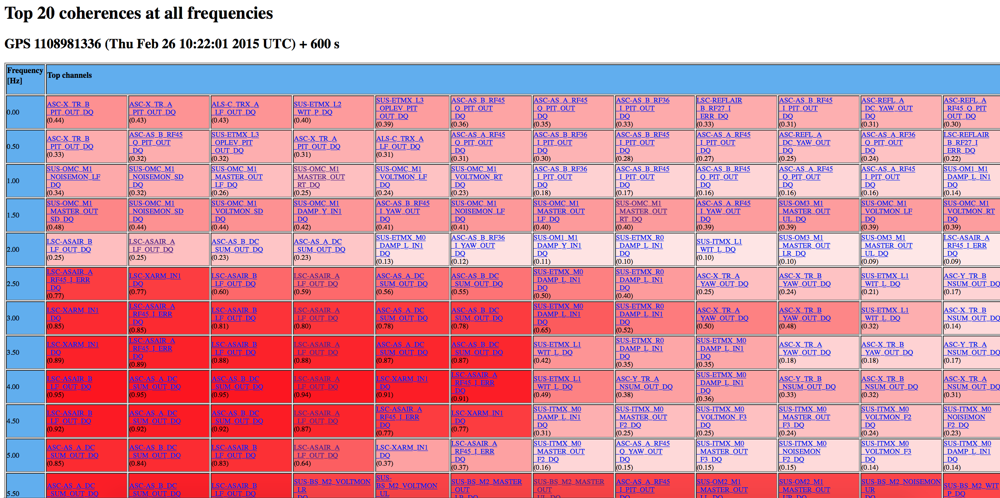 Top 20 coherences at all frequencies
GPS 1108981336 (Thu Feb 26 10:22:01 2015 UTC) + 600 s
Frequency
[Hz]
Top channels
0.00
ASC-X_TR_B
_PIT_OUT_DQ
(0.44)
ASC-X_TR_A
_PIT_OUT_DQ
(0.43)
ALS-C_TRX_A
_LF_OUT_DQ
(0.43)
SUS-ETMX_L2
_WIT_P_DQ
(0.40)
SUS-ETMX_L3
_OPLEV_PIT
_OUT_DQ
(0.39)
ASC-AS_B_RF45
_Q_PIT_OUT
_DQ
(0.36)
ASC-AS_A_RF45
_Q_PIT_OUT
_DQ
(0.35)
ASC-AS_B_RF36
_I_PIT_OUT
_DQ
(0.33)
LSC-REFLAIR
_B_RF27_I
_ERR_DQ
(0.33)
ASC-AS_B_RF45
_I_PIT_OUT
_DQ
(0.31)
ASC-REFL_A
_DC_YAW_OUT
_DQ
(0.31)
ASC-REFL_A
_RF45_Q_PIT
_OUT_DQ
(0.30)
0.50
ASC-X_TR_B
_PIT_OUT_DQ
(0.33)
ASC-AS_B_RF45
_Q_PIT_OUT
_DQ
(0.32)
SUS-ETMX_L3
_OPLEV_PIT
_OUT_DQ
(0.32)
ASC-X_TR_A
_PIT_OUT_DQ
(0.31)
ALS-C_TRX_A
_LF_OUT_DQ
(0.31)
ASC-AS_A_RF45
_Q_PIT_OUT
_DQ
(0.31)
ASC-AS_B_RF36
_I_PIT_OUT
_DQ
(0.30)
ASC-AS_B_RF45
_I_PIT_OUT
_DQ
(0.28)
ASC-AS_A_RF45
_I_PIT_OUT
_DQ
(0.27)
ASC-REFL_A
_DC_YAW_OUT
_DQ
(0.25)
ASC-AS_A_RF36
_Q_PIT_OUT
_DQ
(0.24)
LSC-REFLAIR
_B_RF27_I
_ERR_DQ
(0.22)
1.00
SUS-OMC_M1
_NOISEMON_LF
_DQ
(0.34)
SUS-OMC_M1
_NOISEMON_SD
_DQ
(0.32)
SUS-OMC_M1
_MASTER_OUT
_LF_DQ
(0.26)
SUS-OMC_M1
_MASTER_OUT
_RT_DQ
(0.25)
SUS-OMC_M1
_VOLTMON_LF
_DQ
(0.24)
SUS-OMC_M1
_VOLTMON_RT
_DQ
(0.23)
ASC-AS_B_RF36
_I_PIT_OUT
_DQ
(0.18)
ASC-AS_B_RF45
_I_PIT_OUT
_DQ
(0.17)
ASC-AS_B_RF45
_Q_PIT_OUT
_DQ
(0.16)
ASC-AS_A_RF45
_Q_PIT_OUT
_DQ
(0.16)
ASC-AS_A_RF45
_I_PIT_OUT
_DQ
(0.16)
SUS-OM1_M1
_DAMP_L_IN1
_DQ
(0.14)
1.50
SUS-OMC_M1
_MASTER_OUT
_SD_DQ
(0.48)
SUS-OMC_M1
_NOISEMON_SD
_DQ
(0.44)
SUS-OMC_M1
_VOLTMON_SD
_DQ
(0.44)
SUS-OMC_M1
_DAMP_Y_IN1
_DQ
(0.42)
ASC-AS_B_RF45
_I_YAW_OUT
_DQ
(0.41)
SUS-OMC_M1
_NOISEMON_LF
_DQ
(0.41)
SUS-OMC_M1
_MASTER_OUT
_LF_DQ
(0.40)
SUS-OMC_M1
_MASTER_OUT
_RT_DQ
(0.40)
ASC-AS_A_RF45
_I_YAW_OUT
_DQ
(0.39)
SUS-OM3_M1
_MASTER_OUT
_UL_DQ
(0.39)
SUS-OMC_M1
_VOLTMON_LF
_DQ
(0.39)
SUS-OMC_M1
_VOLTMON_RT
_DQ
(0.39)
2.00
LSC-ASAIR_B
_LF_OUT_DQ
(0.25)
LSC-ASAIR_A
_LF_OUT_DQ
(0.25)
ASC-AS_B_DC
_SUM_OUT_DQ
(0.23)
ASC-AS_A_DC
_SUM_OUT_DQ
(0.23)
SUS-ETMX_M0
_DAMP_L_IN1
_DQ
(0.13)
ASC-AS_B_RF36
_I_YAW_OUT
_DQ
(0.12)
SUS-OM1_M1
_DAMP_Y_IN1
_DQ
(0.11)
SUS-ETMX_R0
_DAMP_L_IN1
_DQ
(0.10)
SUS-ITMX_L1
_WIT_L_DQ
(0.10)
SUS-OM3_M1
_MASTER_OUT
_LR_DQ
(0.10)
SUS-OM3_M1
_MASTER_OUT
_UL_DQ
(0.09)
LSC-ASAIR_A
_RF45_I_ERR
_DQ
(0.09)
2.50
LSC-ASAIR_A
_RF45_I_ERR
_DQ
(0.77)
LSC-XARM_IN1
_DQ
(0.77)
LSC-ASAIR_B
_LF_OUT_DQ
(0.60)
LSC-ASAIR_A
_LF_OUT_DQ
(0.59)
ASC-AS_A_DC
_SUM_OUT_DQ
(0.56)
ASC-AS_B_DC
_SUM_OUT_DQ
(0.55)
SUS-ETMX_M0
_DAMP_L_IN1
_DQ
(0.50)
SUS-ETMX_R0
_DAMP_L_IN1
_DQ
(0.40)
ASC-X_TR_A
_YAW_OUT_DQ
(0.25)
ASC-X_TR_B
_YAW_OUT_DQ
(0.24)
SUS-ETMX_L1
_WIT_L_DQ
(0.21)
ASC-Y_TR_B
_NSUM_OUT_DQ
(0.17)
3.00
LSC-XARM_IN1
_DQ
(0.85)
LSC-ASAIR_A
_RF45_I_ERR
_DQ
(0.85)
LSC-ASAIR_B
_LF_OUT_DQ
(0.81)
LSC-ASAIR_A
_LF_OUT_DQ
(0.80)
ASC-AS_A_DC
_SUM_OUT_DQ
(0.78)
ASC-AS_B_DC
_SUM_OUT_DQ
(0.78)
SUS-ETMX_M0
_DAMP_L_IN1
_DQ
(0.65)
SUS-ETMX_R0
_DAMP_L_IN1
_DQ
(0.52)
ASC-X_TR_A
_YAW_OUT_DQ
(0.50)
ASC-X_TR_B
_YAW_OUT_DQ
(0.48)
SUS-ETMX_L1
_WIT_L_DQ
(0.32)
ASC-X_TR_B
_NSUM_OUT_DQ
(0.14)
3.50
LSC-XARM_IN1
_DQ
(0.89)
LSC-ASAIR_A
_RF45_I_ERR
_DQ
(0.89)
LSC-ASAIR_B
_LF_OUT_DQ
(0.88)
LSC-ASAIR_A
_LF_OUT_DQ
(0.88)
ASC-AS_A_DC
_SUM_OUT_DQ
(0.87)
ASC-AS_B_DC
_SUM_OUT_DQ
(0.87)
SUS-ETMX_L1
_WIT_L_DQ
(0.42)
SUS-ETMX_R0
_DAMP_L_IN1
_DQ
(0.35)
SUS-ETMX_M0
_DAMP_L_IN1
_DQ
(0.35)
ASC-X_TR_A
_YAW_OUT_DQ
(0.18)
ASC-X_TR_B
_YAW_OUT_DQ
(0.18)
ASC-Y_TR_A
_NSUM_OUT_DQ
(0.17)
4.00
LSC-ASAIR_B
_LF_OUT_DQ
(0.95)
ASC-AS_A_DC
_SUM_OUT_DQ
(0.95)
ASC-AS_B_DC
_SUM_OUT_DQ
(0.95)
LSC-ASAIR_A
_LF_OUT_DQ
(0.94)
LSC-XARM_IN1
_DQ
(0.91)
LSC-ASAIR_A
_RF45_I_ERR
_DQ
(0.91)
SUS-ETMX_L1
_WIT_L_DQ
(0.49)
ASC-Y_TR_A
_NSUM_OUT_DQ
(0.38)
SUS-ETMX_M0
_DAMP_L_IN1
_DQ
(0.36)
ASC-Y_TR_B
_NSUM_OUT_DQ
(0.33)
ASC-X_TR_B
_NSUM_OUT_DQ
(0.32)
ASC-X_TR_A
_NSUM_OUT_DQ
(0.31)
4.50
LSC-ASAIR_B
_LF_OUT_DQ
(0.92)
ASC-AS_A_DC
_SUM_OUT_DQ
(0.92)
ASC-AS_B_DC
_SUM_OUT_DQ
(0.92)
LSC-ASAIR_A
_LF_OUT_DQ
(0.87)
LSC-ASAIR_A
_RF45_I_ERR
_DQ
(0.77)
LSC-XARM_IN1
_DQ
(0.77)
SUS-ITMX_M0
_DAMP_L_IN1
_DQ
(0.31)
SUS-ITMX_M0
_MASTER_OUT
_F2_DQ
(0.25)
SUS-ITMX_M0
_VOLTMON_F3
_DQ
(0.25)
SUS-ITMX_M0
_MASTER_OUT
_F3_DQ
(0.24)
SUS-ITMX_M0
_VOLTMON_F2
_DQ
(0.24)
SUS-ITMX_M0
_NOISEMON
_F2_DQ
(0.23)
5.00
ASC-AS_A_DC
_SUM_OUT_DQ
(0.85)
ASC-AS_B_DC
_SUM_OUT_DQ
(0.84)
LSC-ASAIR_B
_LF_OUT_DQ
(0.83)
LSC-ASAIR_A
_LF_OUT_DQ
(0.64)
LSC-XARM_IN1
_DQ
(0.37)
LSC-ASAIR_A
_RF45_I_ERR
_DQ
(0.37)
SUS-ITMX_M0
_MASTER_OUT
_F2_DQ
(0.16)
ASC-AS_A_RF45
_Q_YAW_OUT
_DQ
(0.15)
SUS-ITMX_M0
_MASTER_OUT
_F3_DQ
(0.15)
SUS-ITMX_M0
_NOISEMON
_F2_DQ
(0.15)
SUS-ITMX_M0
_VOLTMON_F3
_DQ
(0.14)
SUS-ITMX_M0
_DAMP_L_IN1
_DQ
(0.14)
5.50
ASC-AS_A_DC
_SUM_OUT_DQ
ASC-AS_B_DC
_SUM_OUT_DQ
LSC-ASAIR_B
_LF_OUT_DQ
SUS-BS_M2_VOLTMON
_LR
_DQ
SUS-
BS_M2_VOLTMON
_UL
SUS-BS_M2_MASTER
_OUT
_LR_DQ
SUS-BS_M2_MASTER
_OUT
_UL_DQ
ASC-AS_A_RF45
_I_PIT_OUT
_DQ
SUS-OM2_M1
_MASTER_OUT
_LL_DQ
SUS-OM2_M1
_MASTER_OUT
_UR_DQ
SUS-BS_M2_NOISEMON
_UR
_DQ
SUS-BS_M2_WIT
_P_DQ